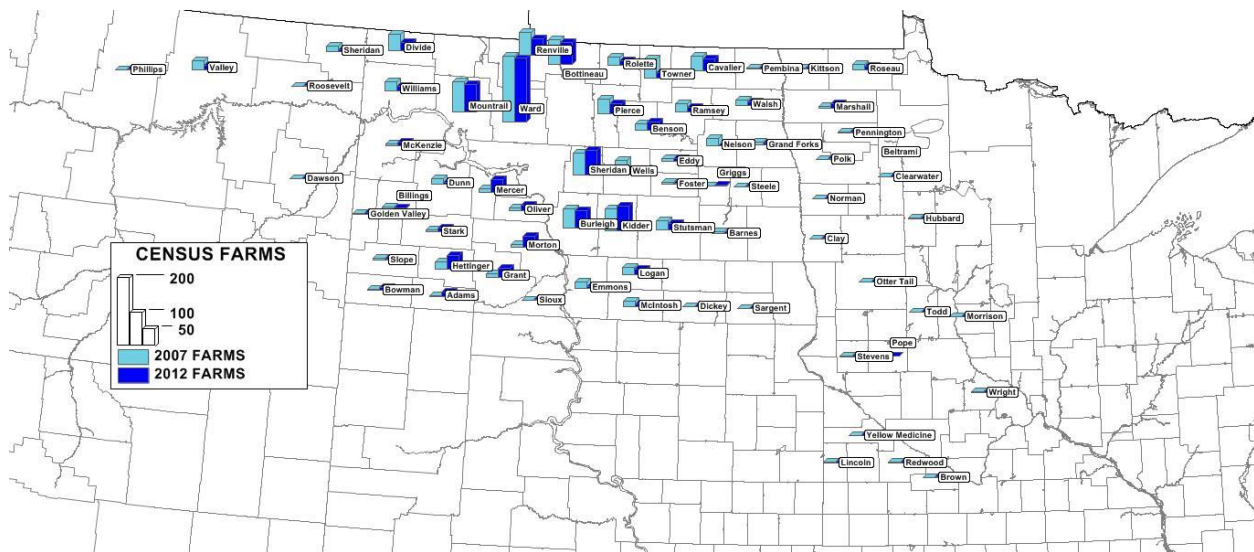 Renville
Sheridan
Divide
Bottineau
Rolette
Towner
Cavalier
Pembina
Kittson
Roseau
Phillips
Valley
Roosevelt
Williams
Mountrail
Ward
Pierce
Ramsey
Walsh
Marshall
Benson
Pennington
McKenzie
Nelson
Grand Forks
Beltrami
Sheridan
Wells
Eddy
Polk
Griggs
Dawson
Dunn
Mercer
Foster
Steele
Clearwater
Billings
Norman
Golden Valley
Oliver
Burleigh
Kidder
Stutsman
Barnes
Hubbard
Stark
Morton
Clay
CENSUS FARMS
200
100
50
2007 FARMS
2012 FARMS
Slope
Hettinger
Grant
Logan
Otter Tail
Bowman
Adams
Sioux
Emmons
McIntosh
Dickey
Sargent
Todd
Morrison
Pope
Stevens
Wright
Yellow Medicine
Lincoln
Redwood
Brown